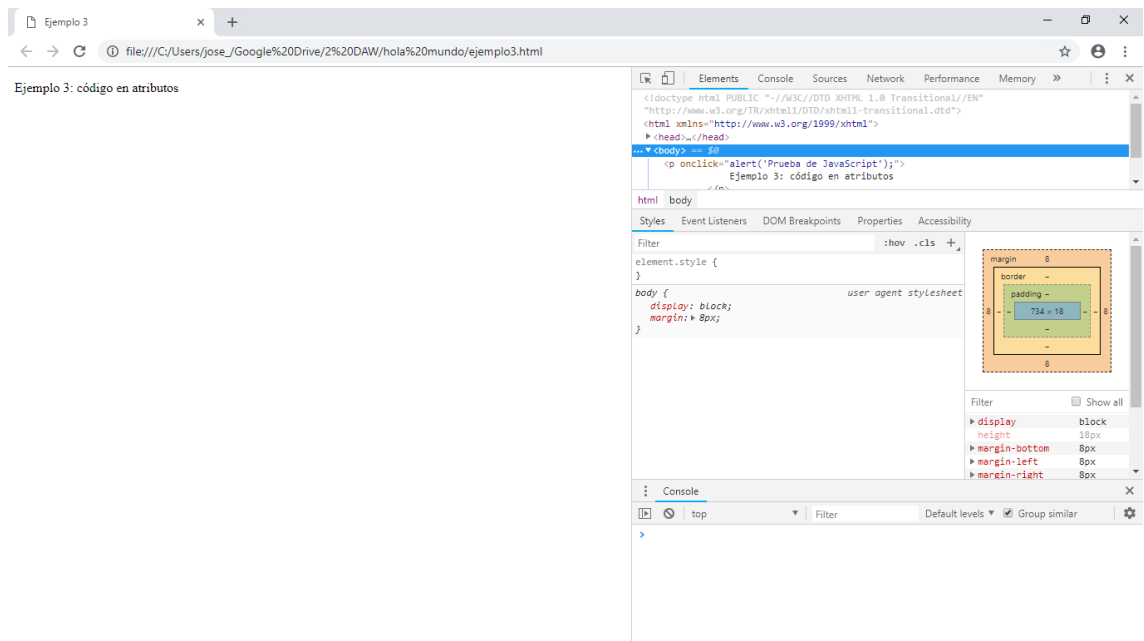 Ejemplo 3
file:///C:/Users/jose_/Google%20Drive/2%20DAW/hola%20mundo/ejemplo3.html
Ejemplo 3: código en atributos
Elements Console Sources Network Performance Memory »
<!doctype html PUBLIC "-//W3C//DTD XHTML 1.0 Transitional//EN"
"http://www.w3.org/TR/xhtml1/DTD/xhtml1-transitional.dtd">
<html xmlns="http://www.w3.org/1999/xhtml">
<head>…</head>
<body> == $0
<p onclick="alert('Prueba de JavaScript');">
Ejemplo 3: código en atributos
</p>
html body
Styles Event Listeners DOM Breakpoints Properties Accessibility
Filter :hov .cls +
element.style {
}
body { user agent stylesheet
display: block;
margin: 8px;
}
margin 8
border –
padding –
8 – – 734 × 18 – – 8
–
–
8
Filter Show all
display block
height 18px
margin-bottom 8px
margin-left 8px
margin-right 8px
Console
top Filter Default levels Group similar